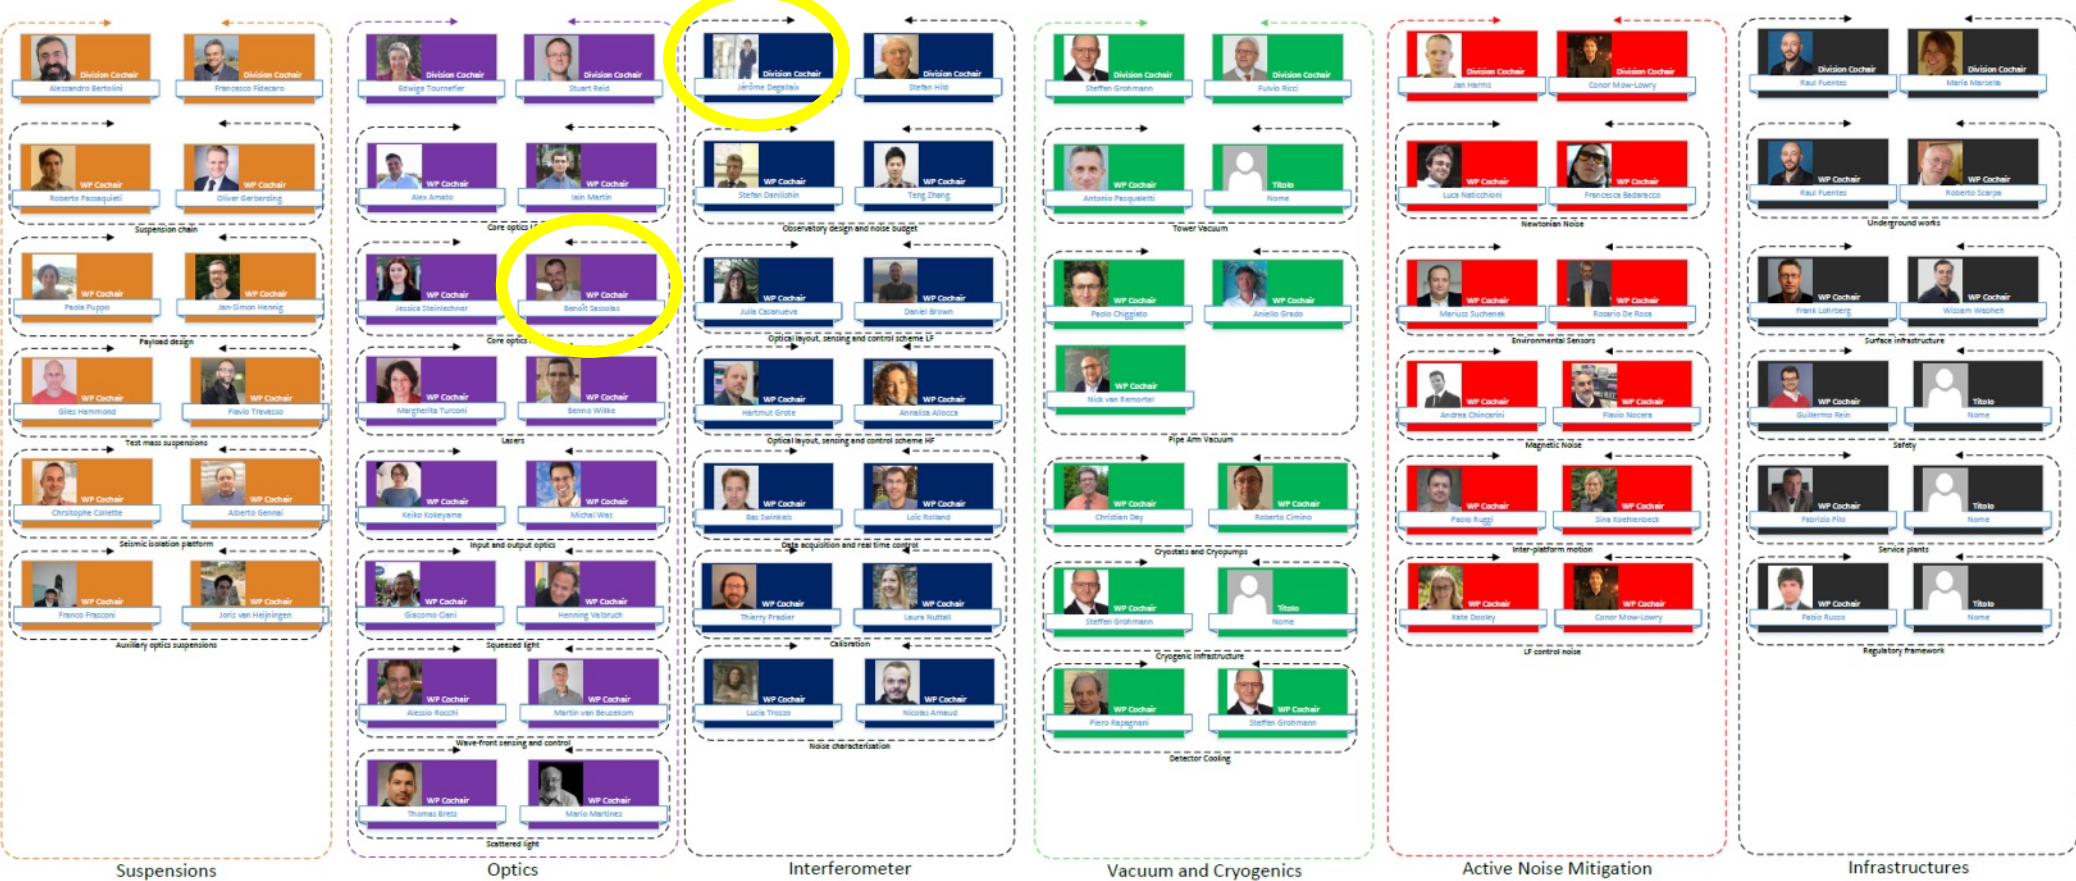 Division Cochair
Alessandro Bertolini
Division Cochair
Francesco Fidecaro
WP Cochair
Roberto Passaquieti
WP Cochair
Oliver Gerberding
Suspension chain
WP Cochair
Paola Puppo
WP Cochair
Jan-Simon Hennig
Payload design
WP Cochair
Giles Hammond
WP Cochair
Flavio Travasso
Test mass suspensions
WP Cochair
Christophe Collette
WP Cochair
Alberto Gennai
Seismic isolation platform
WP Cochair
Franco Frasconi
WP Cochair
Joris van Heijningen
Auxiliary optics suspensions
Suspensions
Division Cochair
Edwige Tournefier
Division Cochair
Stuart Reid
WP Cochair
Alex Amato
WP Cochair
Iain Martin
Core optics
WP Cochair
Jessica Steinlechner
WP Cochair
Benoît Sassolas
Core optics
WP Cochair
Margherita Turconi
WP Cochair
Benno Willke
Lasers
WP Cochair
Keiko Kokeyama
WP Cochair
Michal Was
Input and output optics
WP Cochair
Giacomo Ciani
WP Cochair
Henning Vahlbruch
Squeezed light
WP Cochair
Alessio Rocchi
WP Cochair
Martin van Beuzekom
Wave-front sensing and control
WP Cochair
Thomas Bretz
WP Cochair
Mario Martinez
Scattered light
Optics
Division Cochair
Jérôme Degallaix
Division Cochair
Stefan Hild
WP Cochair
Stefan Danilishin
WP Cochair
Teng Zhang
Observatory design and noise budget
WP Cochair
Julia Casanueva
WP Cochair
Daniel Brown
Optical layout, sensing and control scheme LF
WP Cochair
Hartmut Grote
WP Cochair
Annalisa Allocca
Optical layout, sensing and control scheme HF
WP Cochair
Bas Swinkels
WP Cochair
Loïc Rolland
Data acquisition and real time control
WP Cochair
Thierry Pradier
WP Cochair
Laura Nuttall
Calibration
WP Cochair
Lucia Trozzo
WP Cochair
Nicolas Arnaud
Noise characterisation
Interferometer
Division Cochair
Steffen Grohmann
Division Cochair
Fulvio Ricci
WP Cochair
Antonio Pasqualetti
Titolo
Nome
Tower Vacuum
WP Cochair
Paolo Chiggiato
WP Cochair
Aniello Grado
WP Cochair
Nick van Remortel
Pipe Arm Vacuum
WP Cochair
Christian Day
WP Cochair
Roberto Cimino
Cryostats and Cryopumps
WP Cochair
Steffen Grohmann
Titolo
Nome
Cryogenic Infrastructure
WP Cochair
Piero Rapagnani
WP Cochair
Steffen Grohmann
Detector Cooling
Vacuum and Cryogenics
Division Cochair
Jan Harms
Division Cochair
Conor Mow-Lowry
WP Cochair
Luca Naticchioni
WP Cochair
Francesca Badaracco
Newtonian Noise
WP Cochair
Mariusz Suchenek
WP Cochair
Rosario De Rosa
Environmental Sensors
WP Cochair
Andrea Chincarini
WP Cochair
Flavio Nocera
Magnetic Noise
WP Cochair
Paolo Ruggi
WP Cochair
Sina Koehlenbeck
Inter-platform motion
WP Cochair
Kate Dooley
WP Cochair
Conor Mow-Lowry
LF control noise
Active Noise Mitigation
Division Cochair
Raul Fuentes
Division Cochair
Maria Marsella
WP Cochair
Raul Fuentes
WP Cochair
Roberto Scarpa
Underground works
WP Cochair
Frank Lohrberg
WP Cochair
Wissam Wahbeh
Surface infrastructure
WP Cochair
Guillermo Rein
Titolo
Nome
Safety
WP Cochair
Fabrizio Pilo
Titolo
Nome
Service plants
WP Cochair
Fabio Russo
Titolo
Nome
Regulatory framework
Infrastructures